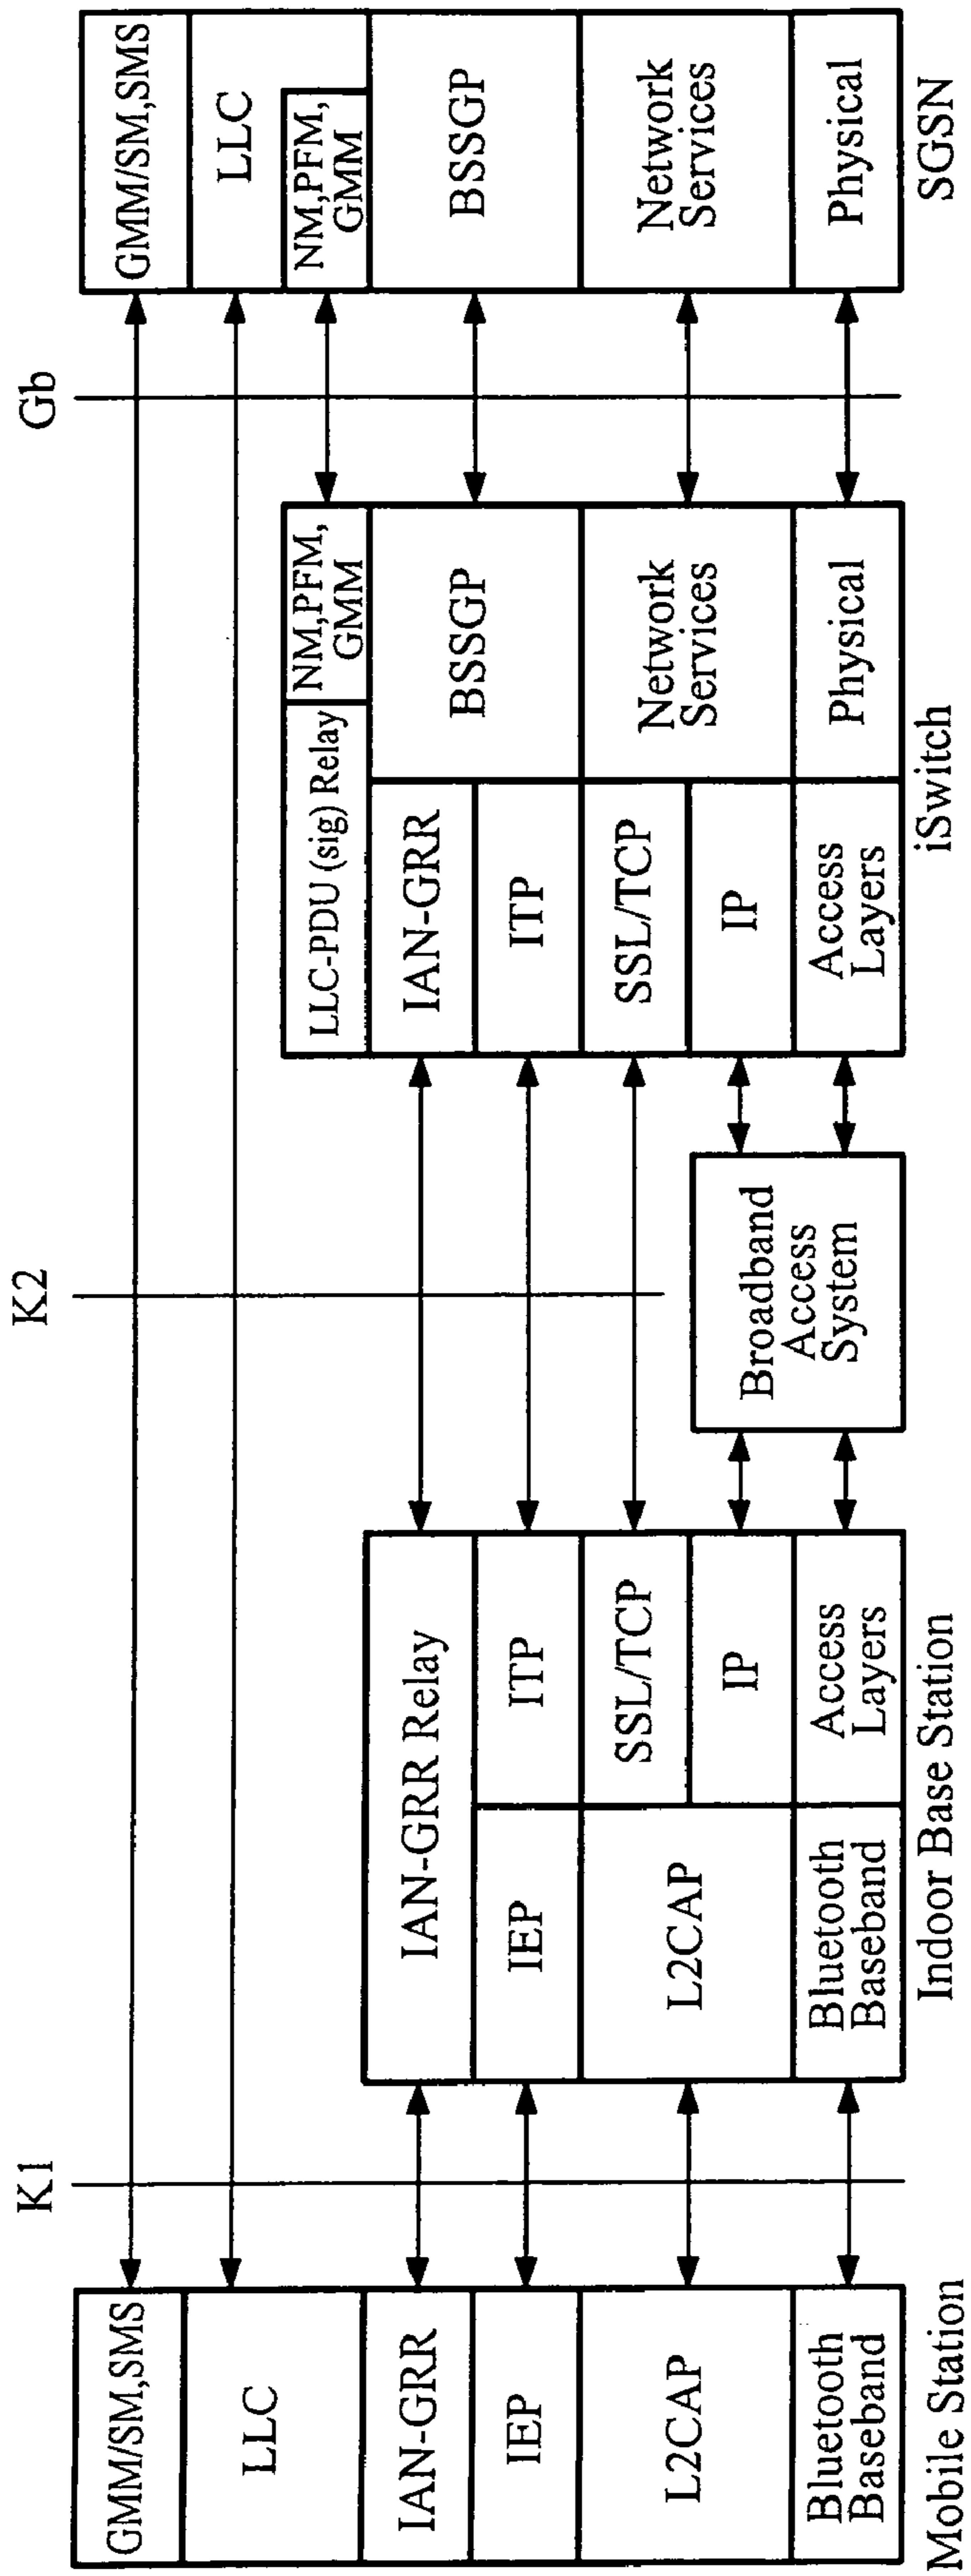 K1
K2
Gb
GMM/SM,SMS
LLC
IAN-GRR
IEP
L2CAP
Bluetooth
Baseband
Mobile Station
IAN-GRR Relay
IEP
ITP
L2CAP
SSL/TCP
IP
Bluetooth
Baseband
Access
Layers
Indoor Base Station
Broadband
Access
System
LLC-PDU (sig) Relay
NM,PFM,
GMM
IAN-GRR
ITP
BSSGP
SSL/TCP
IP
Network
Services
Access
Layers
Physical
iSwitch
GMM/SM,SMS
LLC
NM,PFM,
GMM
BSSGP
Network
Services
Physical
SGSN